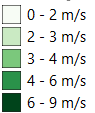 0 - 2 m/s
2 - 3 m/s
3 - 4 m/s
4 - 6 m/s
6 - 9 m/s